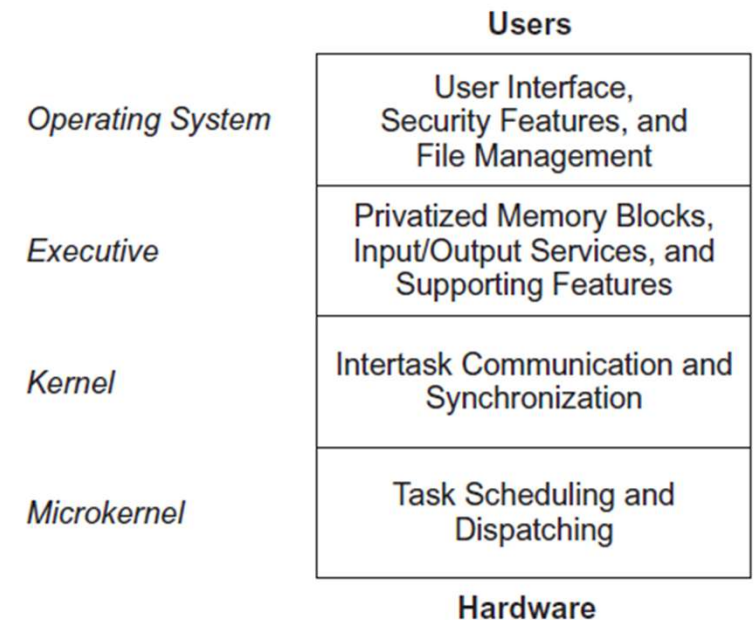 Users
Operating System
User Interface,
Security Features, and
File Management
Executive
Privatized Memory Blocks,
Input/Output Services, and
Supporting Features
Kernel
Intertask Communication and
Synchronization
Microkernel
Task Scheduling and
Dispatching
Hardware